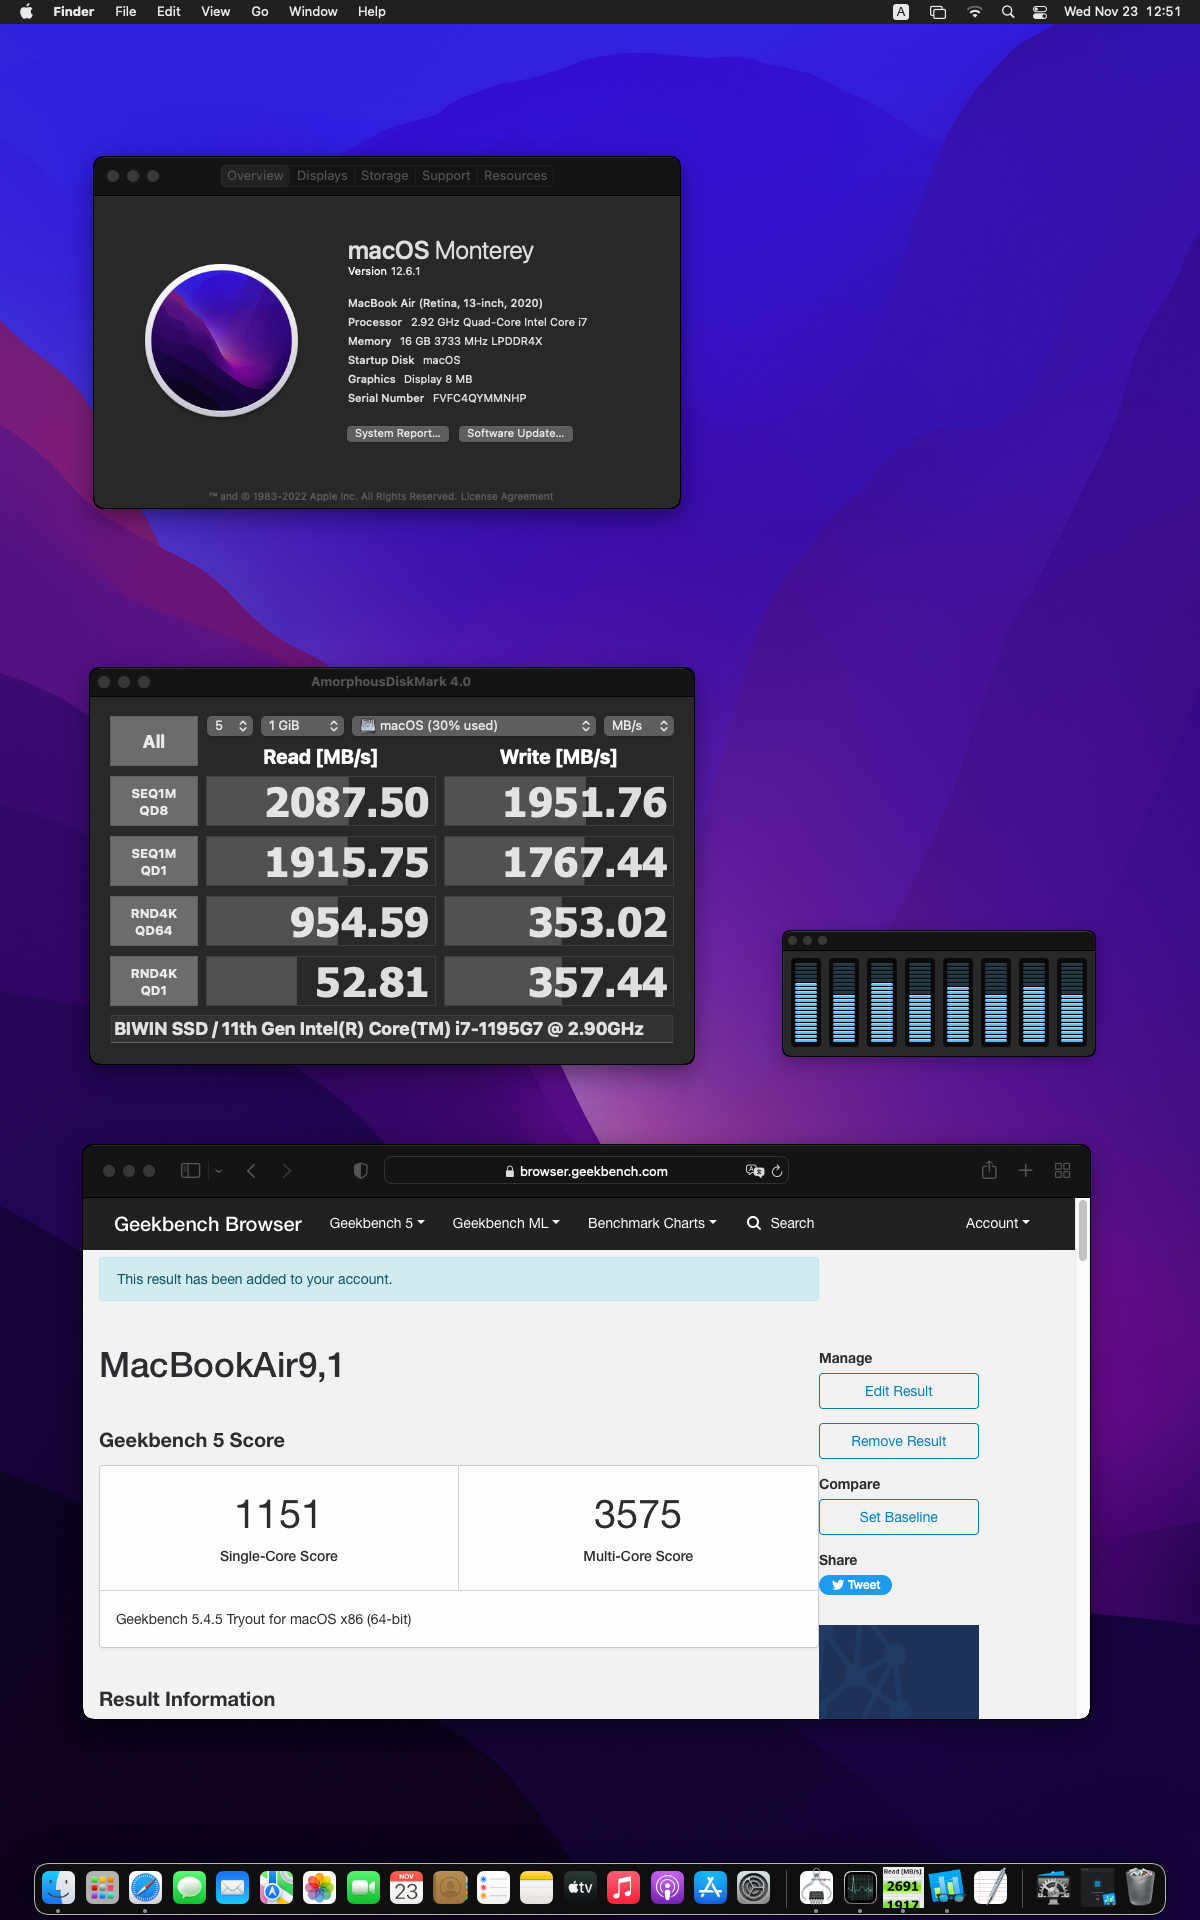 Finder File Edit View Go Window Help A Wed Nov 23 12:51
Overview Displays Storage Support Resources
macOS Monterey
Version 12.6.1
MacBook Air (Retina, 13-inch, 2020)
Processor 2.92 GHz Quad-Core Intel Core i7
Memory 16 GB 3733 MHz LPDDR4X
Startup Disk macOS
Graphics Display 8 MB
Serial Number FVFC4QYMMNHP
System Report... Software Update...
™ and © 1983-2022 Apple Inc. All Rights Reserved. License Agreement
AmorphousDiskMark 4.0
All 5 1 GiB macOS (30% used) MB/s
Read [MB/s] Write [MB/s]
SEQ1M
QD8 2087.50 1951.76
SEQ1M
QD1 1915.75 1767.44
RND4K
QD64 954.59 353.02
RND4K
QD1 52.81 357.44
BIWIN SSD / 11th Gen Intel(R) Core(TM) i7-1195G7 @ 2.90GHz
browser.geekbench.com
Geekbench Browser Geekbench 5 Geekbench ML Benchmark Charts Search Account
This result has been added to your account.
MacBookAir9,1
Manage
Edit Result
Geekbench 5 Score
Remove Result
Compare
1151 3575
Set Baseline
Single-Core Score Multi-Core Score
Share
Tweet
Geekbench 5.4.5 Tryout for macOS x86 (64-bit)
Result Information
NOV
23
tv
Read [MB/s]
2691
1917